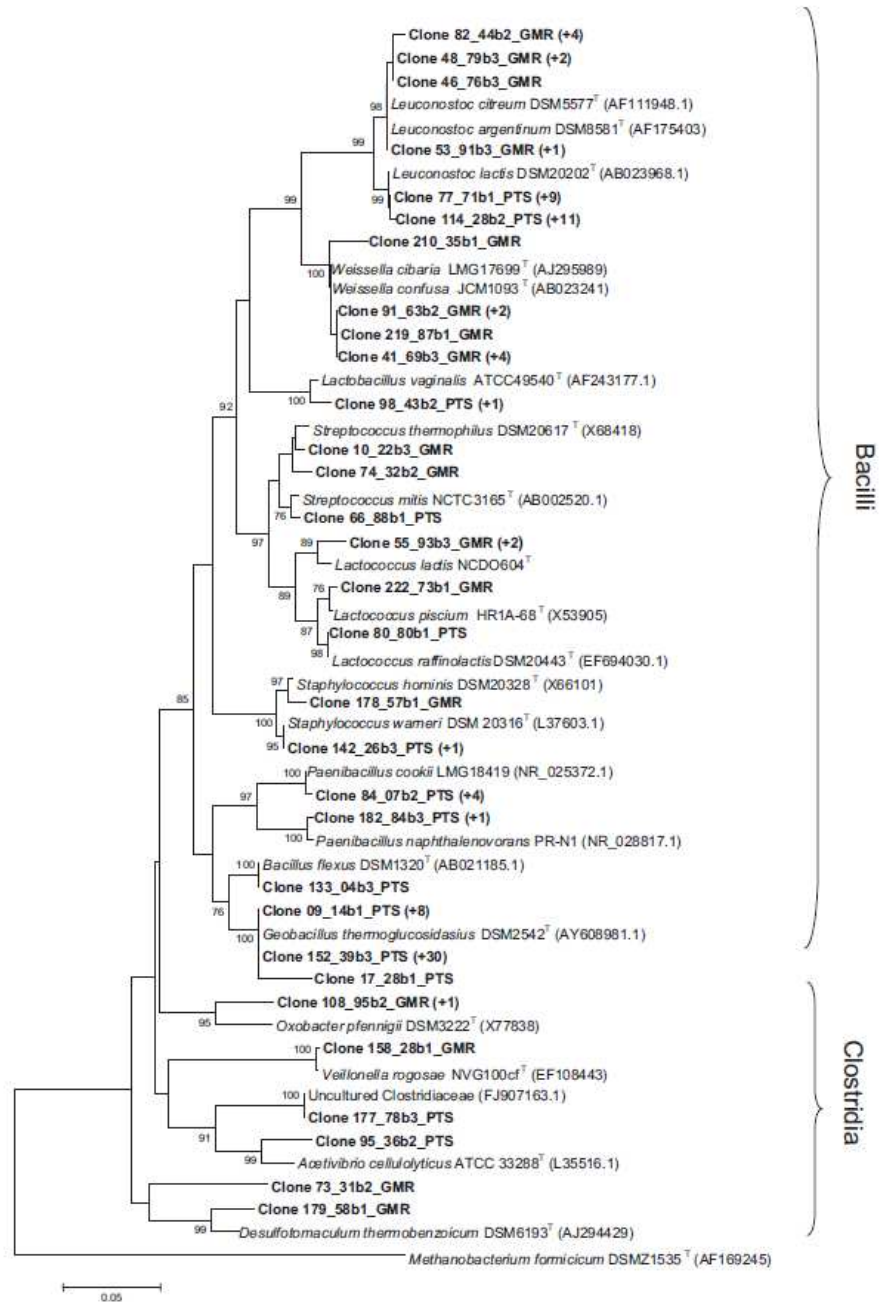 Clone 82_44b2_GMR (+4)
Clone 48_79b3_GMR (+2)
Clone 46_76b3_GMR
98
Leuconostoc citreum DSM5577T (AF111948.1)
Leuconostoc argentinum DSM8581T (AF175403)
99
Clone 53_91b3_GMR (+1)
Leuconostoc lactis DSM20202T (AB023968.1)
99
Clone 77_71b1_PTS (+9)
99
Clone 114_28b2_PTS (+11)
Clone 210_35b1_GMR
100
Weissella cibaria LMG17699T (AJ295989)
Weissella confusa JCM1093T (AB023241)
Clone 91_63b2_GMR (+2)
Clone 219_87b1_GMR
Clone 41_69b3_GMR (+4)
Lactobacillus vaginalis ATCC49540T (AF243177.1)
100
Clone 98_43b2_PTS (+1)
92
Streptococcus thermophilus DSM20617T (X68418)
Clone 10_22b3_GMR
Clone 74_32b2_GMR
Streptococcus mitis NCTC3165T (AB002520.1)
76
Clone 66_88b1_PTS
97
89
Clone 55_93b3_GMR (+2)
Lactococcus lactis NCDO604T
89
76
Clone 222_73b1_GMR
Lactococcus piscium HR1A-68T (X53905)
87
Clone 80_80b1_PTS
98
Lactococcus raffinolactis DSM20443T (EF694030.1)
97
Staphylococcus hominis DSM20328T (X66101)
85
Clone 178_57b1_GMR
100
Staphylococcus warneri DSM 20316T (L37603.1)
95
Clone 142_26b3_PTS (+1)
100
Paenibacillus cookii LMG18419 (NR_025372.1)
97
Clone 84_07b2_PTS (+4)
Clone 182_84b3_PTS (+1)
100
Paenibacillus naphthalenovorans PR-N1 (NR_028817.1)
100
Bacillus flexus DSM1320T (AB021185.1)
Clone 133_04b3_PTS
76
Clone 09_14b1_PTS (+8)
100
Geobacillus thermoglucosidasius DSM2542T (AY608981.1)
Clone 152_39b3_PTS (+30)
Clone 17_28b1_PTS
Clone 108_95b2_GMR (+1)
95
Oxobacter pfennigii DSM3222T (X77838)
100
Clone 158_28b1_GMR
Veillonella rogosae NVG100cfT (EF108443)
100
Uncultured Clostridiaceae (FJ907163.1)
Clone 177_78b3_PTS
91
Clone 95_36b2_PTS
99
Acetivibrio cellulolyticus ATCC 33288T (L35516.1)
Clone 73_31b2_GMR
Clone 179_58b1_GMR
99
Desulfotomaculum thermobenzoicum DSM6193T (AJ294429)
Methanobacterium formicicum DSMZ1535T (AF169245)
0.05
Bacilli
Clostridia